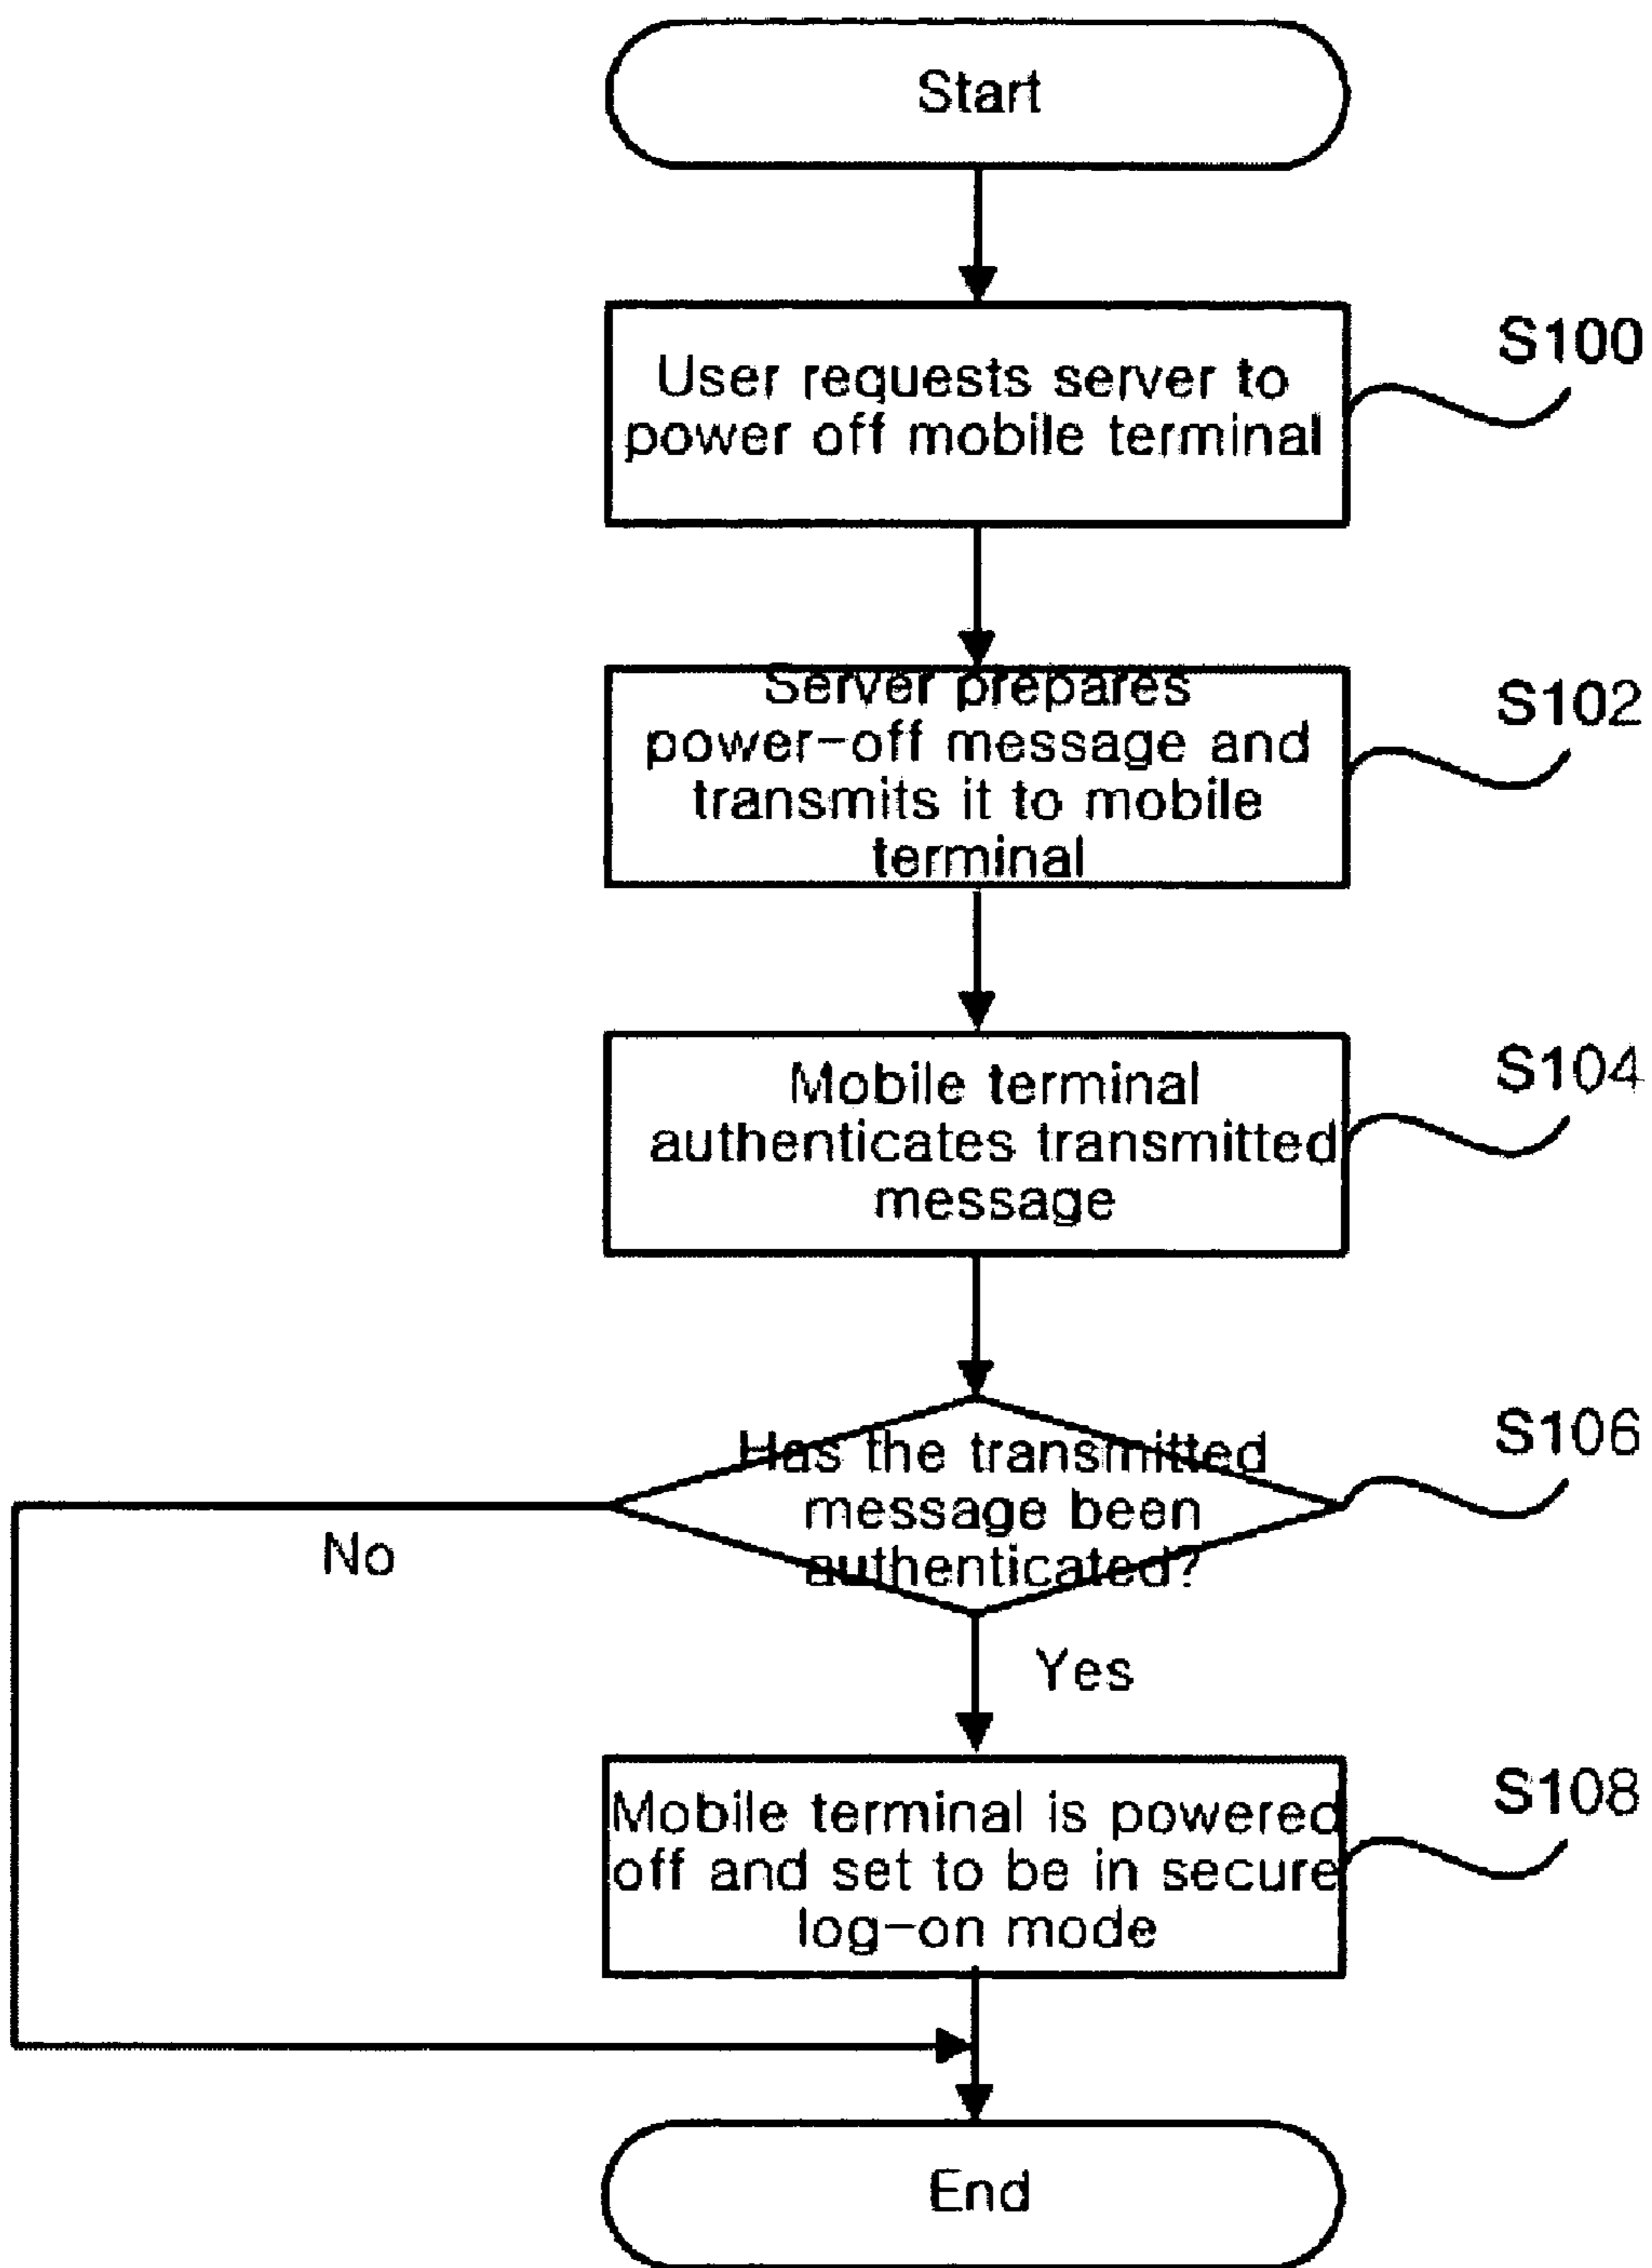 Start
User requests server to
power off mobile terminal
S100
Server prepares
power-off message and
transmits it to mobile
terminal
S102
Mobile terminal
authenticates transmitted
message
S104
Has the transmitted
message been
authenticated?
S106
No
Yes
Mobile terminal is powered
off and set to be in secure
log-on mode
S108
End